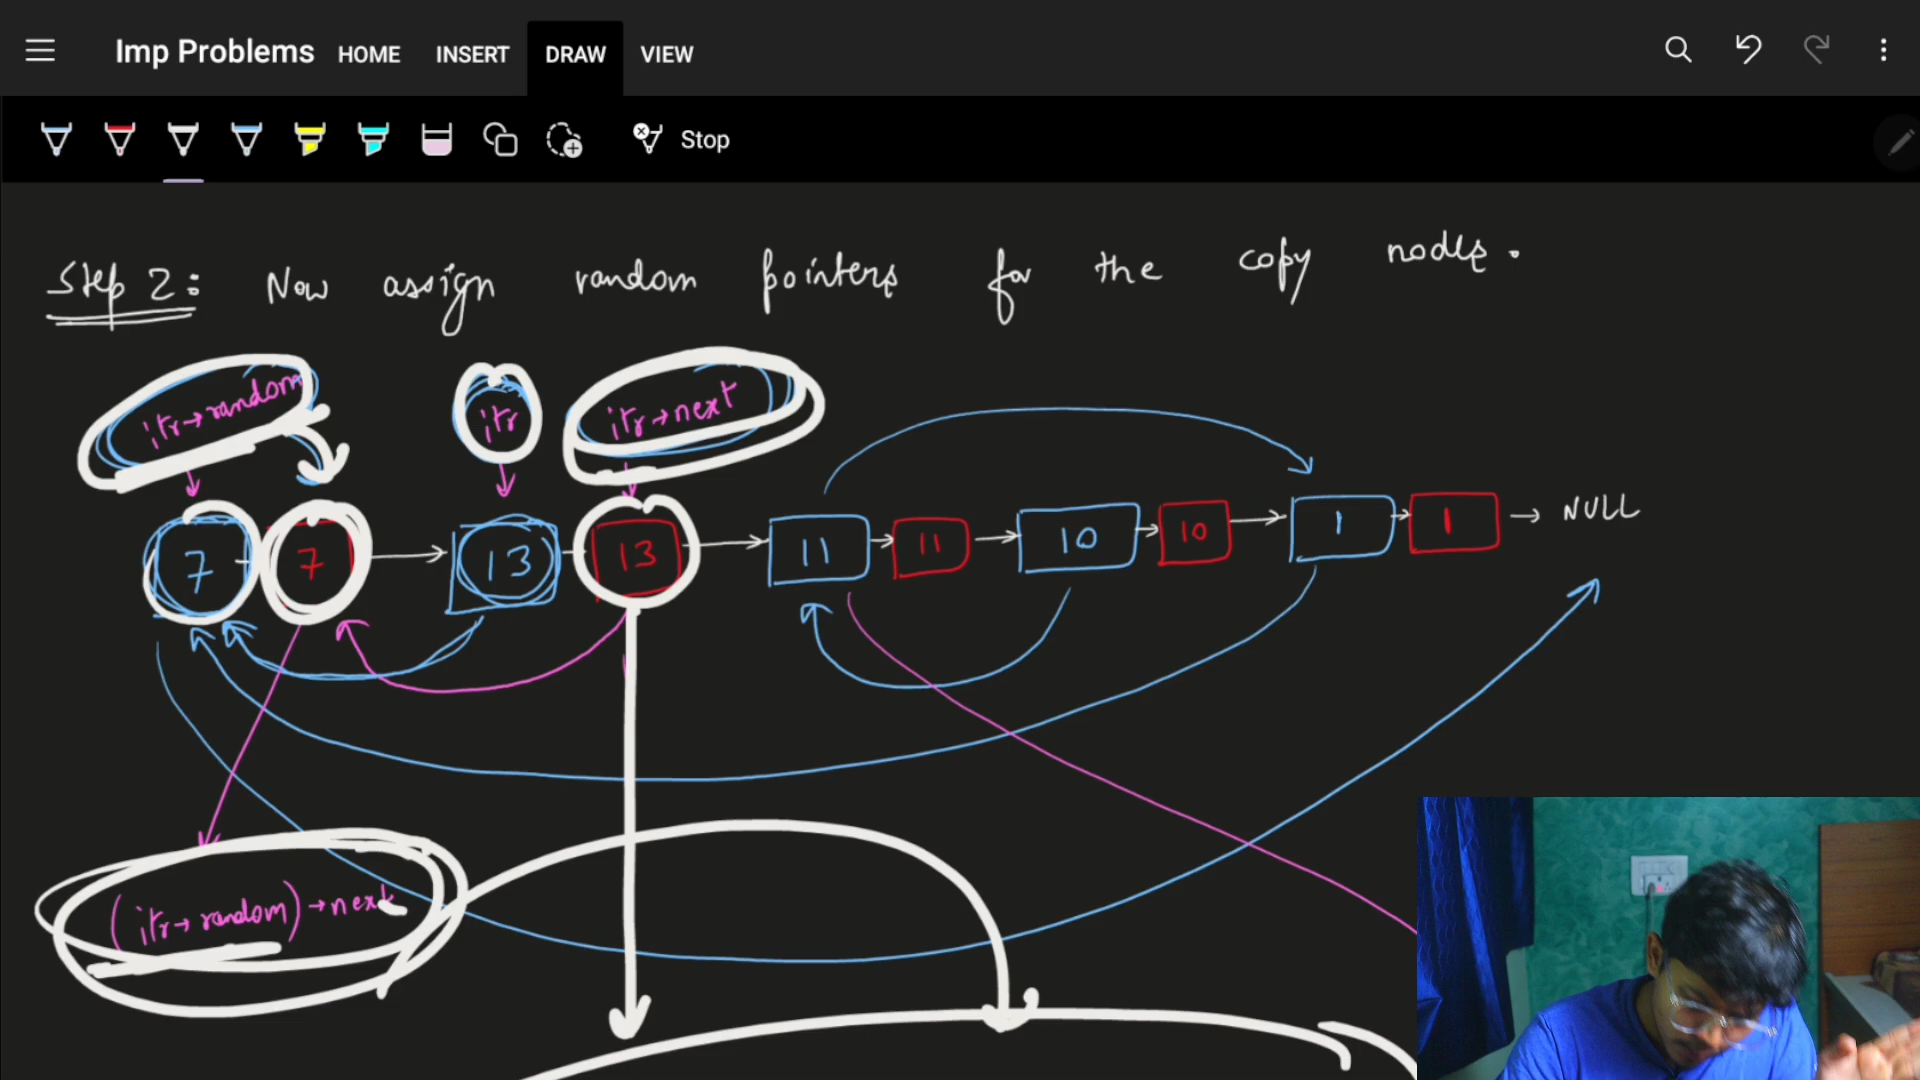 Imp Problems HOME INSERT DRAW VIEW
Stop
Step 2: Now assign random pointers for the copy nodes.
itr→random itr itr→next
7 7 13 13 11 11 10 10 1 1 → NULL
(itr→random)→next